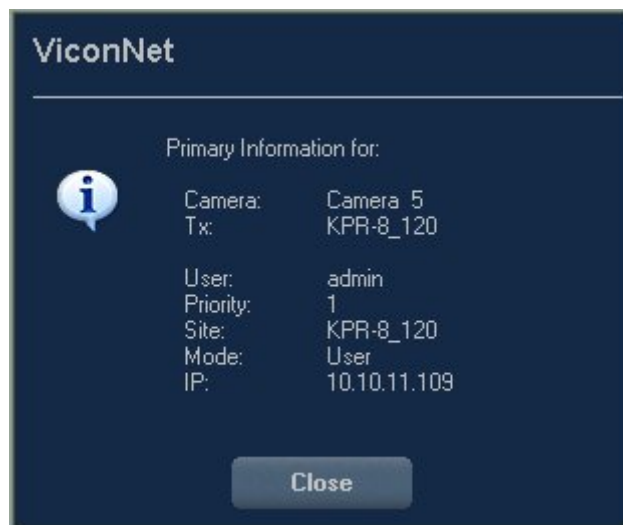 ViconNet
Primary Information for:
Camera: Camera 5
Tx: KPR-8_120
User: admin
Priority: 1
Site: KPR-8_120
Mode: User
IP: 10.10.11.109
Close